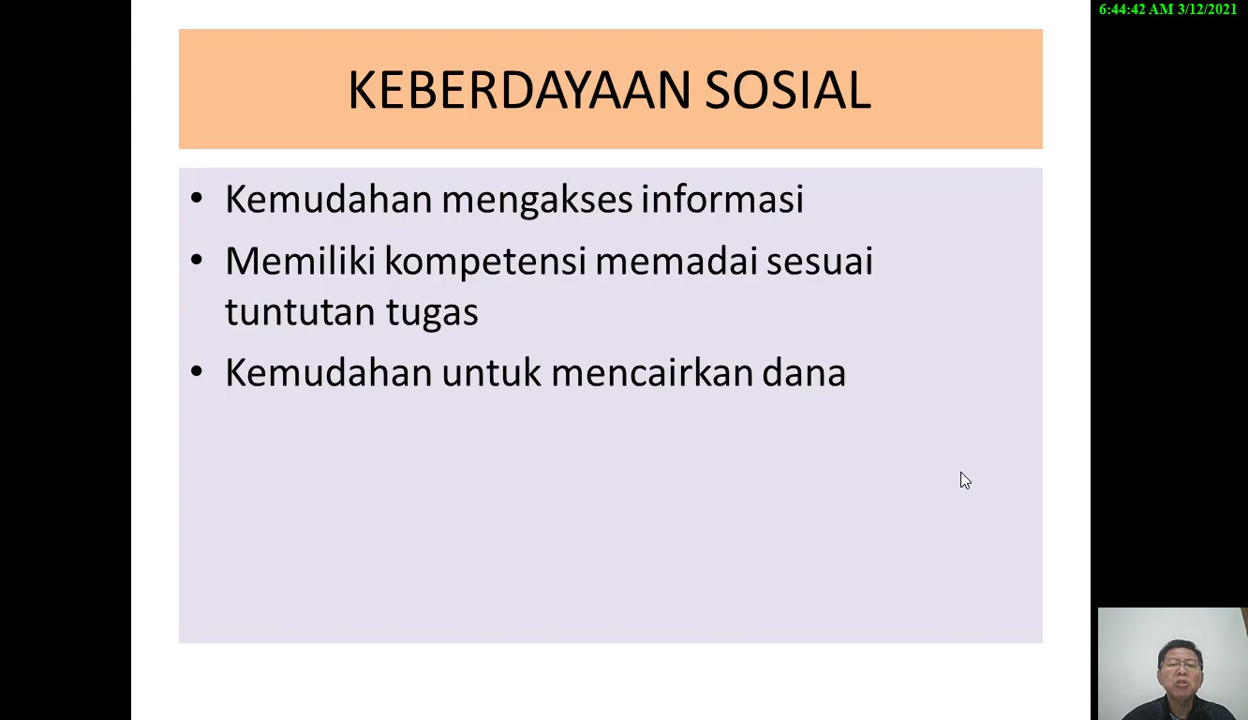 6:44:42 AM 3/12/2021
KEBERDAYAAN SOSIAL
• Kemudahan mengakses informasi
• Memiliki kompetensi memadai sesuai
tuntutan tugas
• Kemudahan untuk mencairkan dana